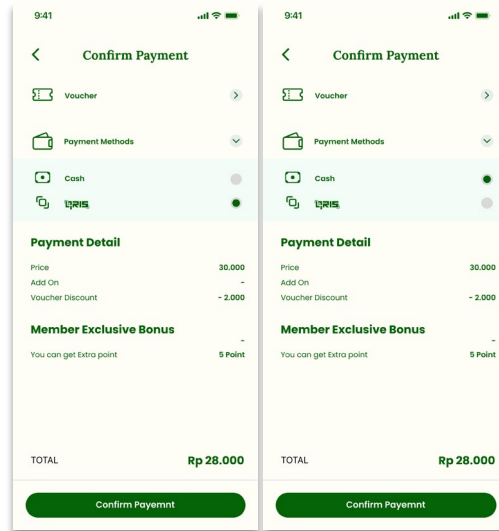 9:41
Confirm Payment
Voucher
Payment Methods
Cash
QRIS
Payment Detail
Price 30.000
Add On -
Voucher Discount - 2.000
Member Exclusive Bonus
-
You can get Extra point 5 Point
TOTAL Rp 28.000
Confirm Payemnt
9:41
Confirm Payment
Voucher
Payment Methods
Cash
QRIS
Payment Detail
Price 30.000
Add On -
Voucher Discount - 2.000
Member Exclusive Bonus
-
You can get Extra point 5 Point
TOTAL Rp 28.000
Confirm Payemnt